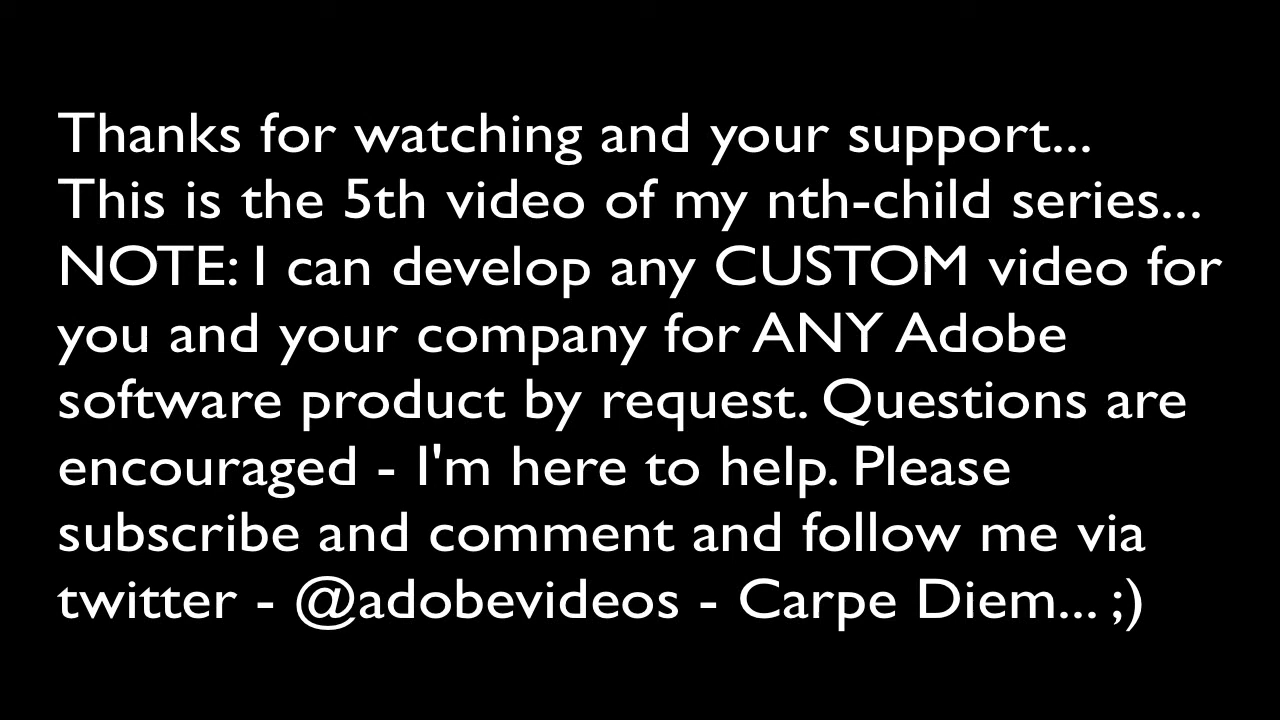 Thanks for watching and your support...
This is the 5th video of my nth-child series...
NOTE: I can develop any CUSTOM video for
you and your company for ANY Adobe
software product by request. Questions are
encouraged - I'm here to help. Please
subscribe and comment and follow me via
twitter - @adobevideos - Carpe Diem... ;)